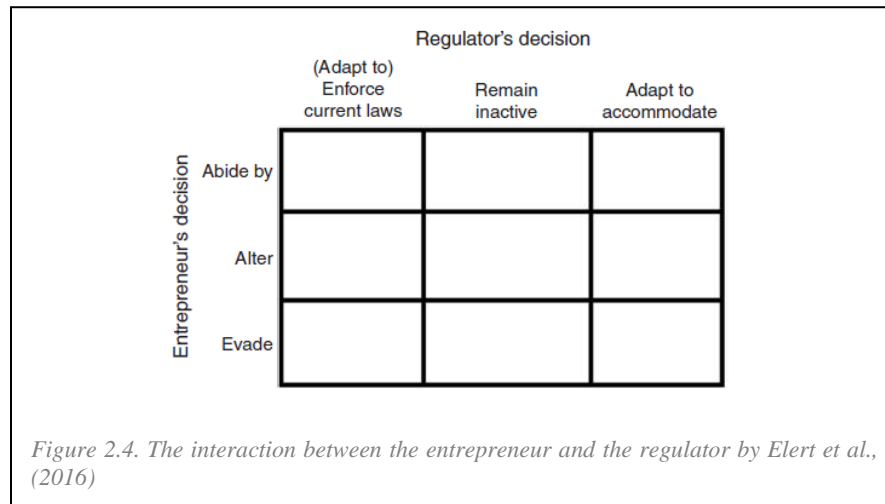 Regulator's decision
(Adapt to)
Enforce
current laws
Remain
inactive
Adapt to
accommodate
Entrepreneur's decision
Abide by
Alter
Evade
Figure 2.4. The interaction between the entrepreneur and the regulator by Elert et al.,
(2016)